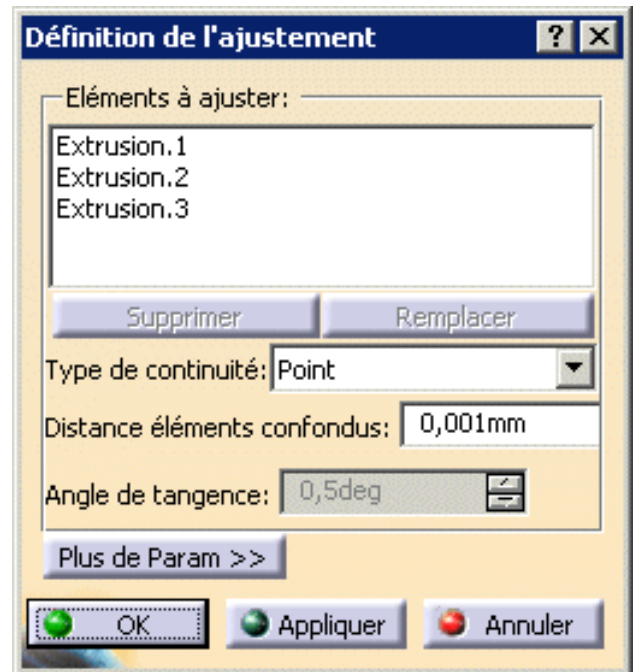 Définition de l'ajustement
Eléments à ajuster:
Extrusion.1
Extrusion.2
Extrusion.3
Supprimer Remplacer
Type de continuité: Point
Distance éléments confondus: 0,001mm
Angle de tangence: 0,5deg
Plus de Param >>
OK Appliquer Annuler